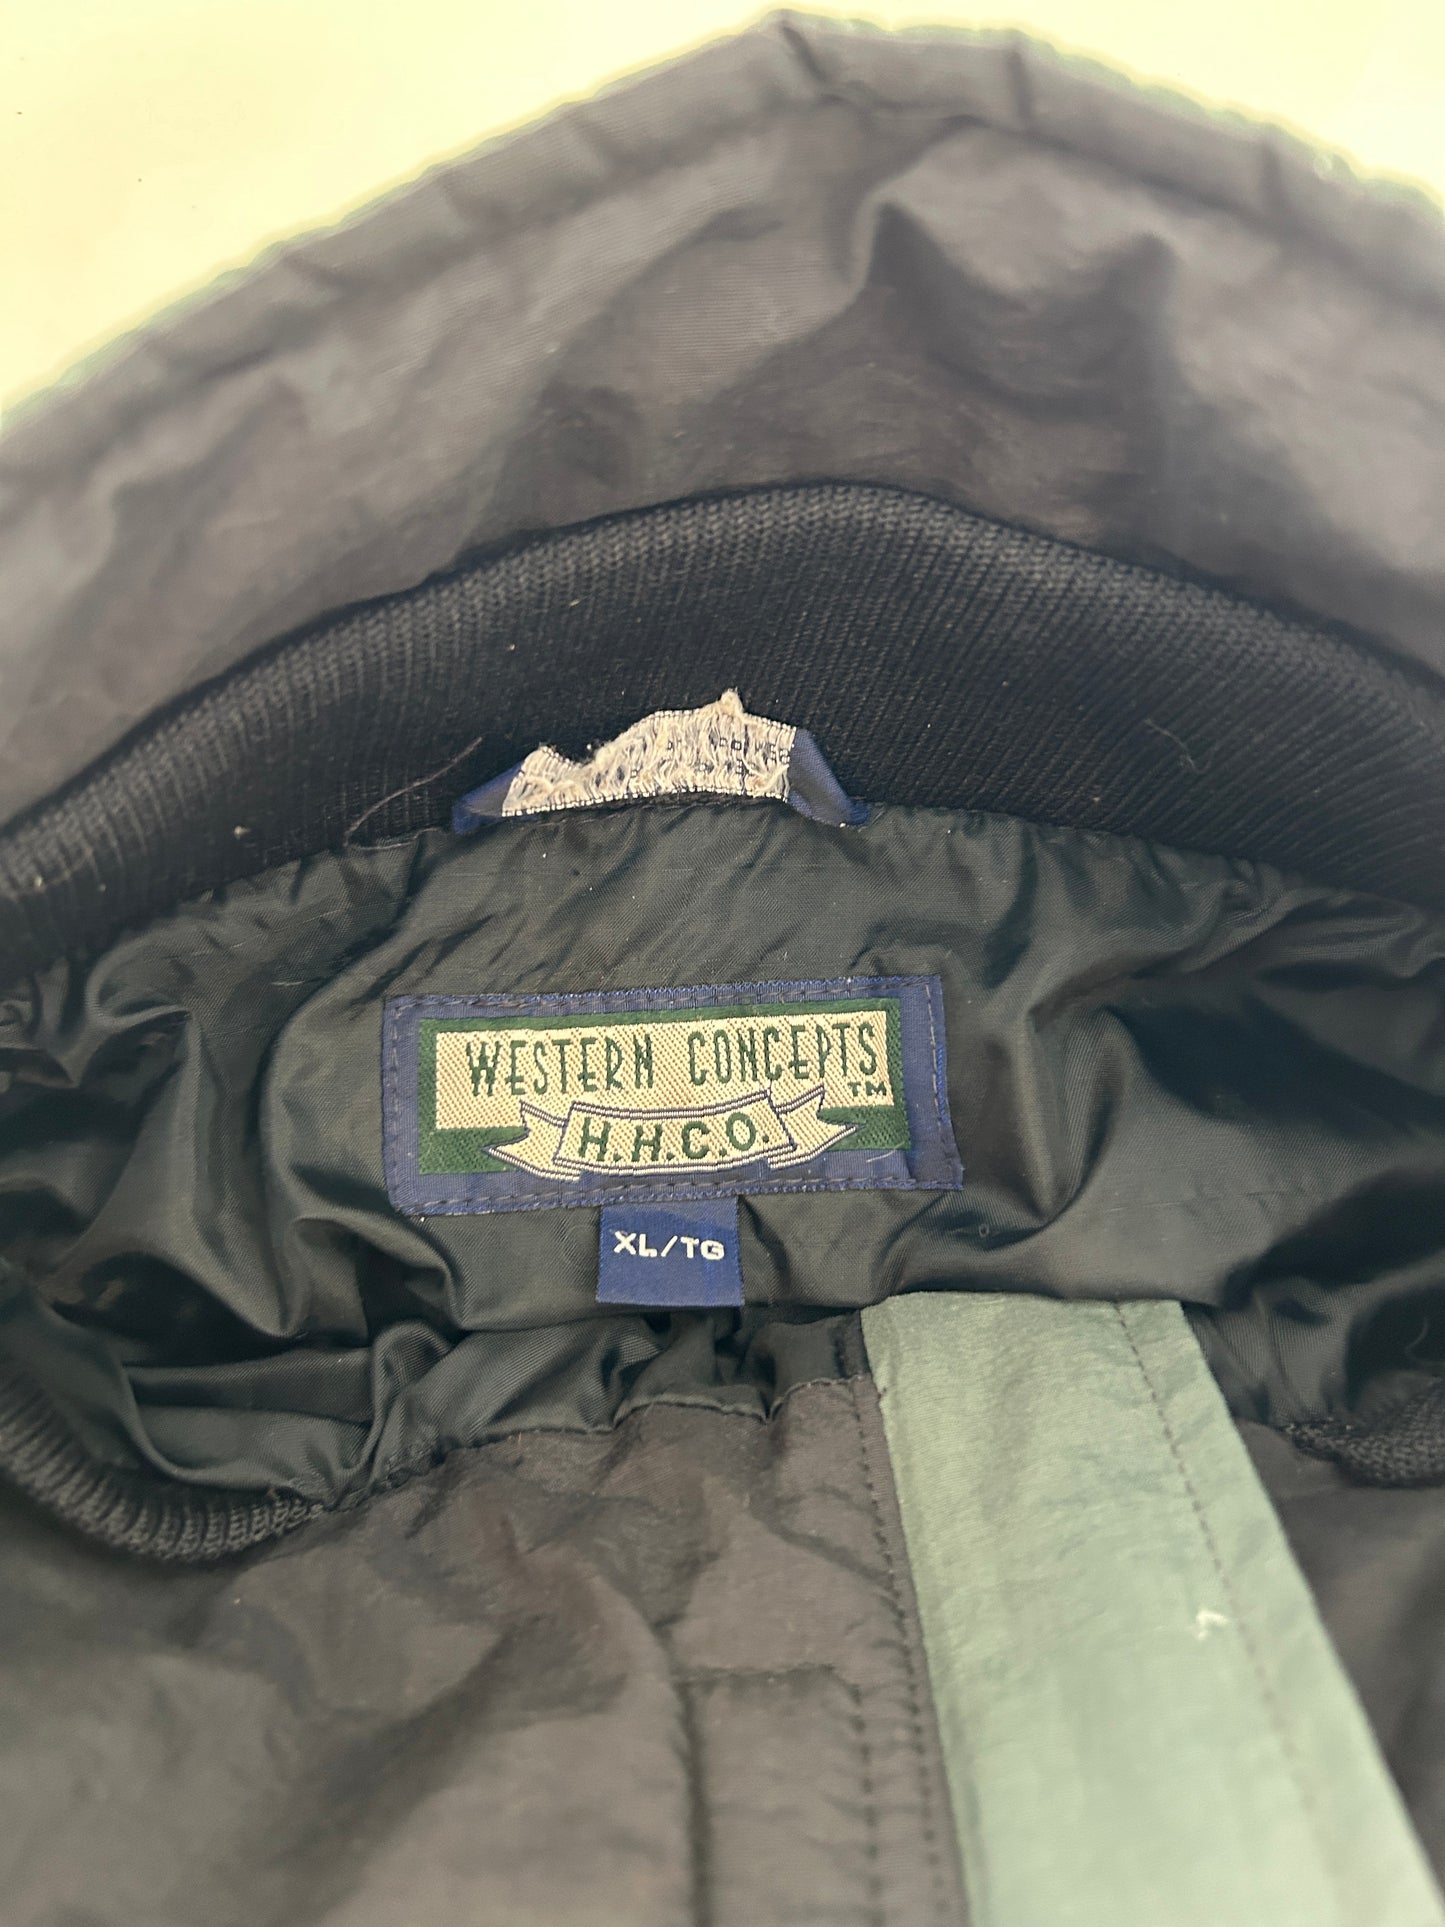 WESTERN CONCEPTS
TM
H.H.C.O.
XL/TG